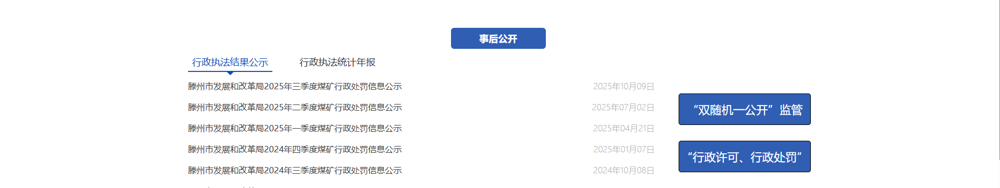 事后公开
行政执法结果公示 行政执法统计年报
滕州市发展和改革局2025年三季度煤矿行政处罚信息公示 2025年10月09日
滕州市发展和改革局2025年二季度煤矿行政处罚信息公示 2025年07月02日
滕州市发展和改革局2025年一季度煤矿行政处罚信息公示 2025年04月21日
滕州市发展和改革局2024年四季度煤矿行政处罚信息公示 2025年01月07日
滕州市发展和改革局2024年三季度煤矿行政处罚信息公示 2024年10月08日
“双随机一公开”监管
“行政许可、行政处罚”